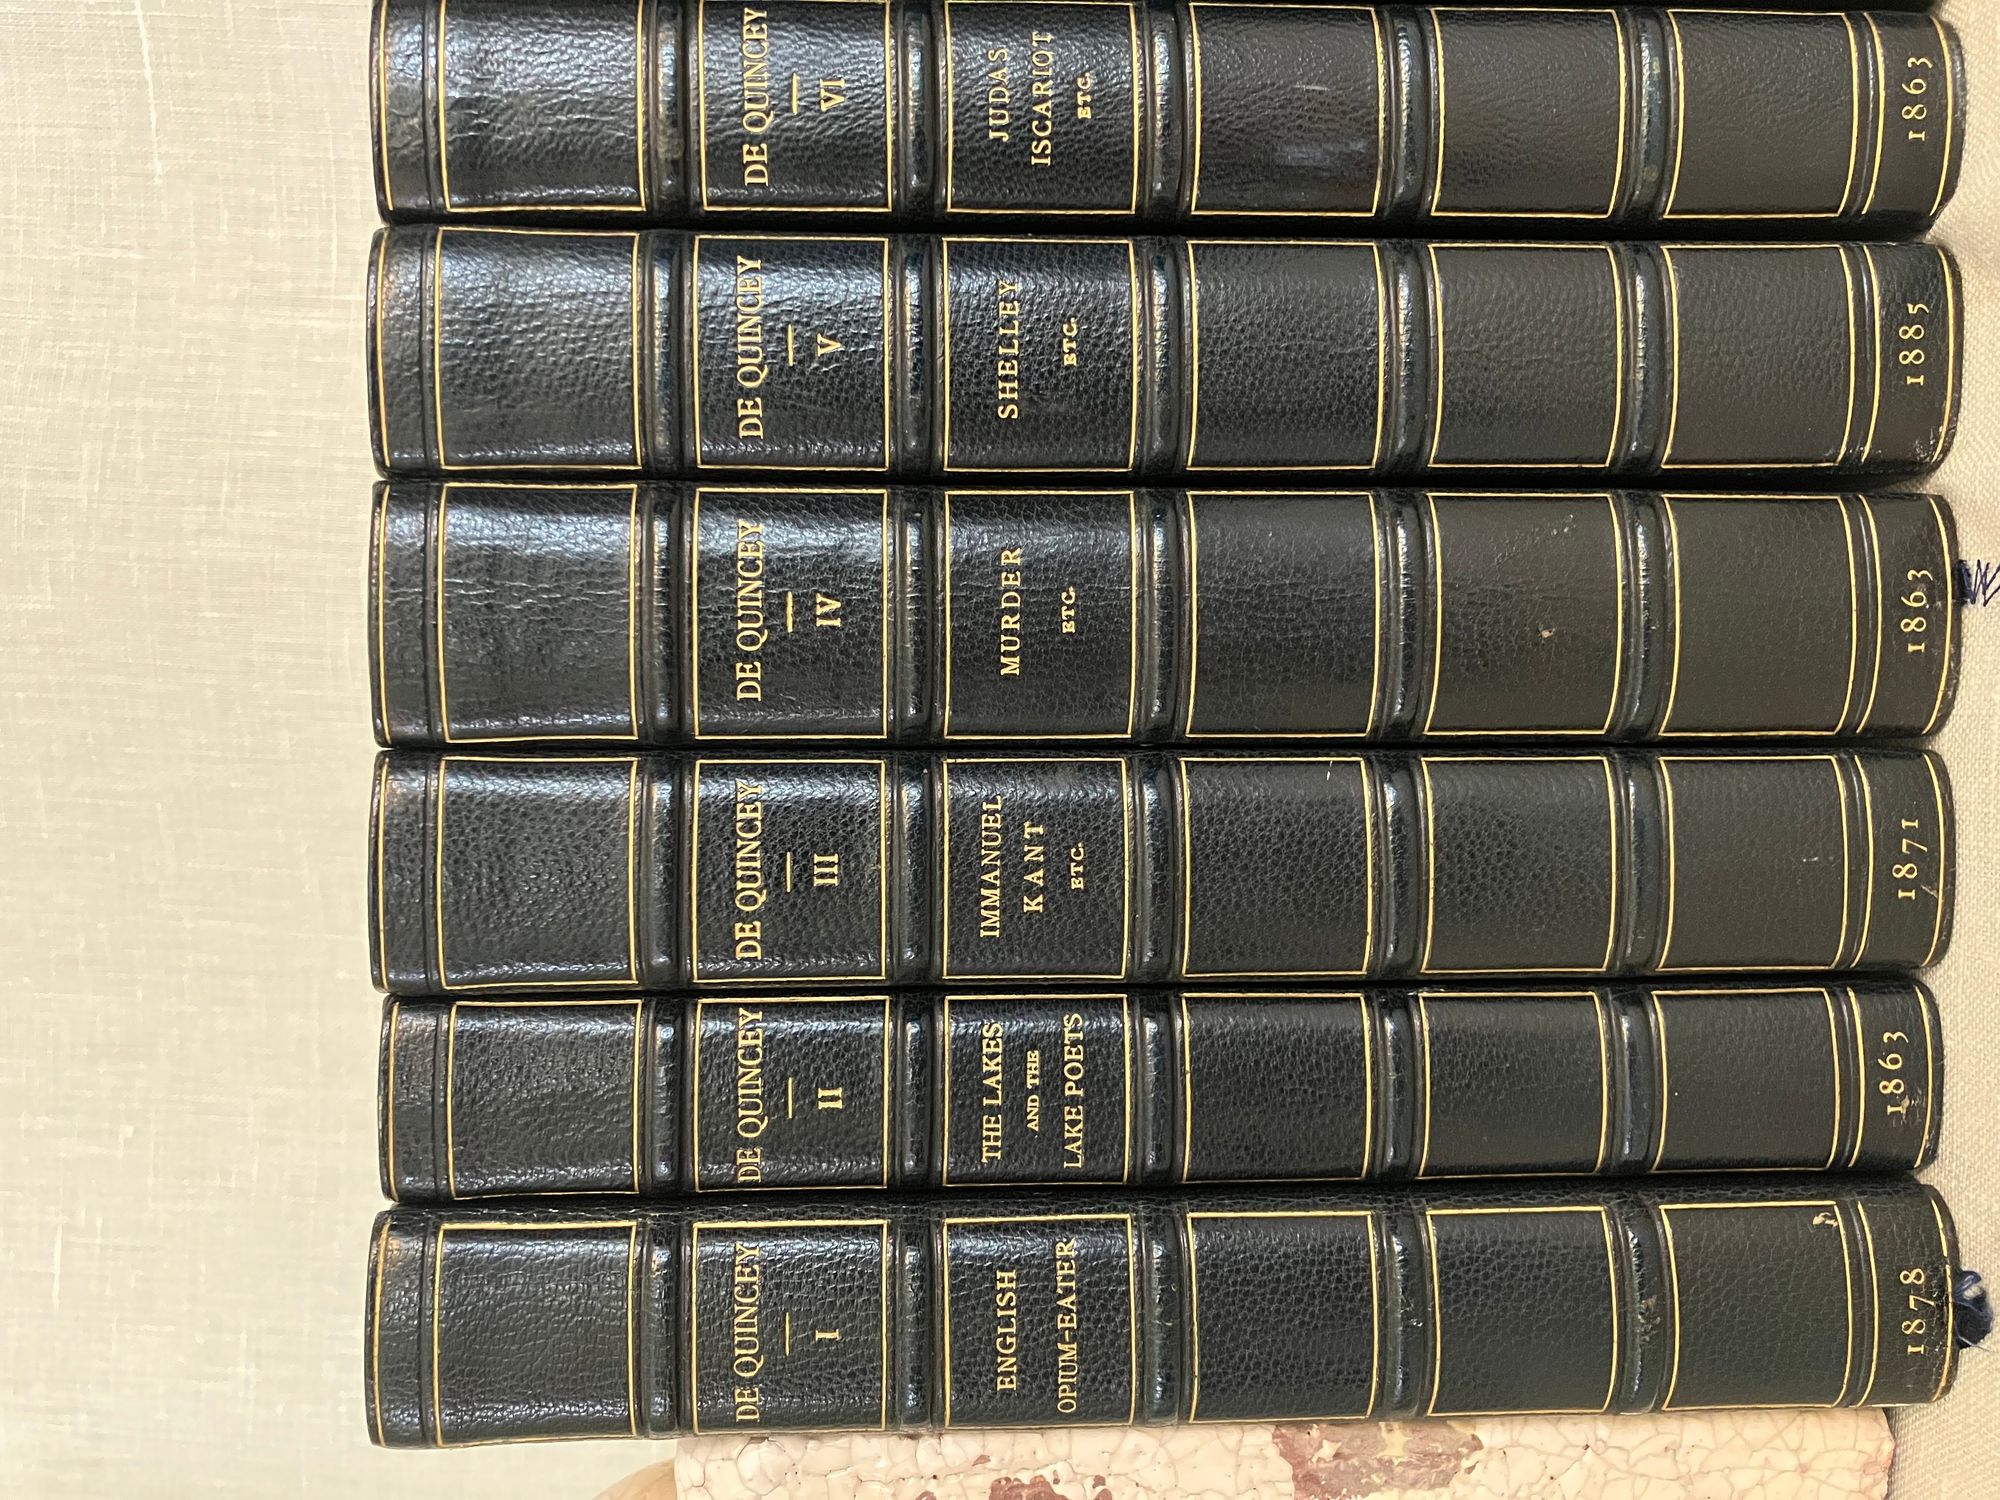 DE QUINCEY
I
ENGLISH
OPIUM-EATER
1878
DE QUINCEY
II
THE LAKES
AND THE
LAKE POETS
1863
DE QUINCEY
III
IMMANUEL
KANT
ETC.
1871
DE QUINCEY
IV
MURDER
ETC.
1863
DE QUINCEY
V
SHELLEY
ETC.
1885
DE QUINCEY
VI
JUDAS
ISCARIOT
ETC.
1863